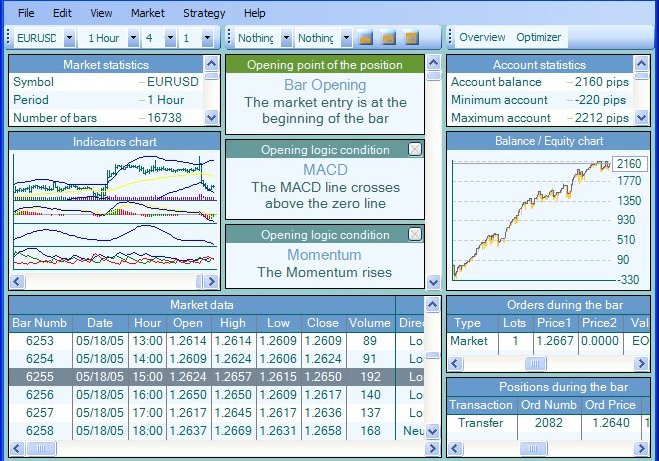 File Edit View Market Strategy Help
EURUSD 1 Hour 4 1 Nothing Nothing Overview Optimizer
Market statistics
Symbol – EURUSD
Period – 1 Hour
Number of bars – 16738
Indicators chart
Opening point of the position
Bar Opening
The market entry is at the
beginning of the bar
Opening logic condition
MACD
The MACD line crosses
above the zero line
Opening logic condition
Momentum
The Momentum rises
Account statistics
Account balance – 2160 pips
Minimum account – -220 pips
Maximum account – 2212 pips
Balance / Equity chart
2160
1770
1350
930
510
90
-330
Market data
Bar Numb Date Hour Open High Low Close Volume Direc
6253 05/18/05 13:00 1.2614 1.2614 1.2609 1.2609 89 Lo
6254 05/18/05 14:00 1.2609 1.2624 1.2606 1.2624 91 Lo
6255 05/18/05 15:00 1.2624 1.2657 1.2615 1.2650 192 Lo
6256 05/18/05 16:00 1.2650 1.2650 1.2609 1.2617 140 Lo
6257 05/18/05 17:00 1.2617 1.2645 1.2617 1.2636 137 Lo
6258 05/18/05 18:00 1.2637 1.2669 1.2631 1.2658 168 Neu
Orders during the bar
Type Lots Price1 Price2 Val
Market 1 1.2667 0.0000 EO
Positions during the bar
Transaction Ord Numb Ord Price
Transfer 2082 1.2640 1